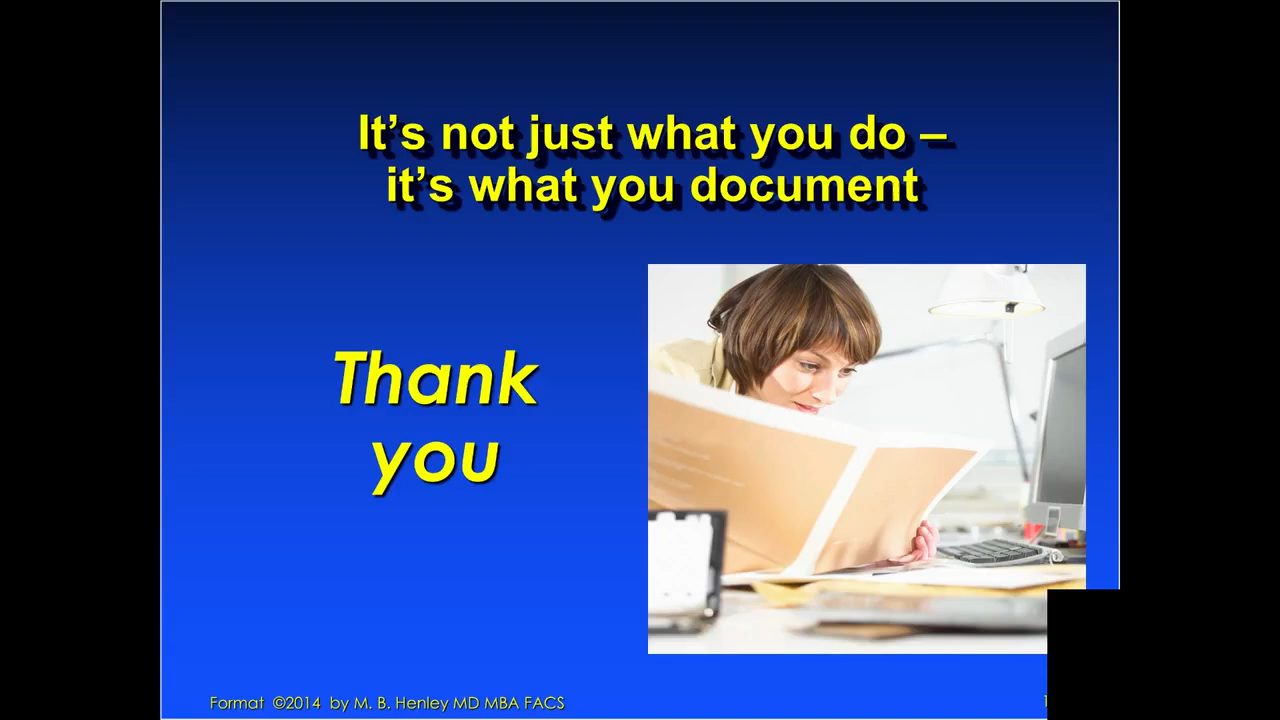 It's not just what you do –
it's what you document
Thank
you
Format ©2014 by M. B. Henley MD MBA FACS